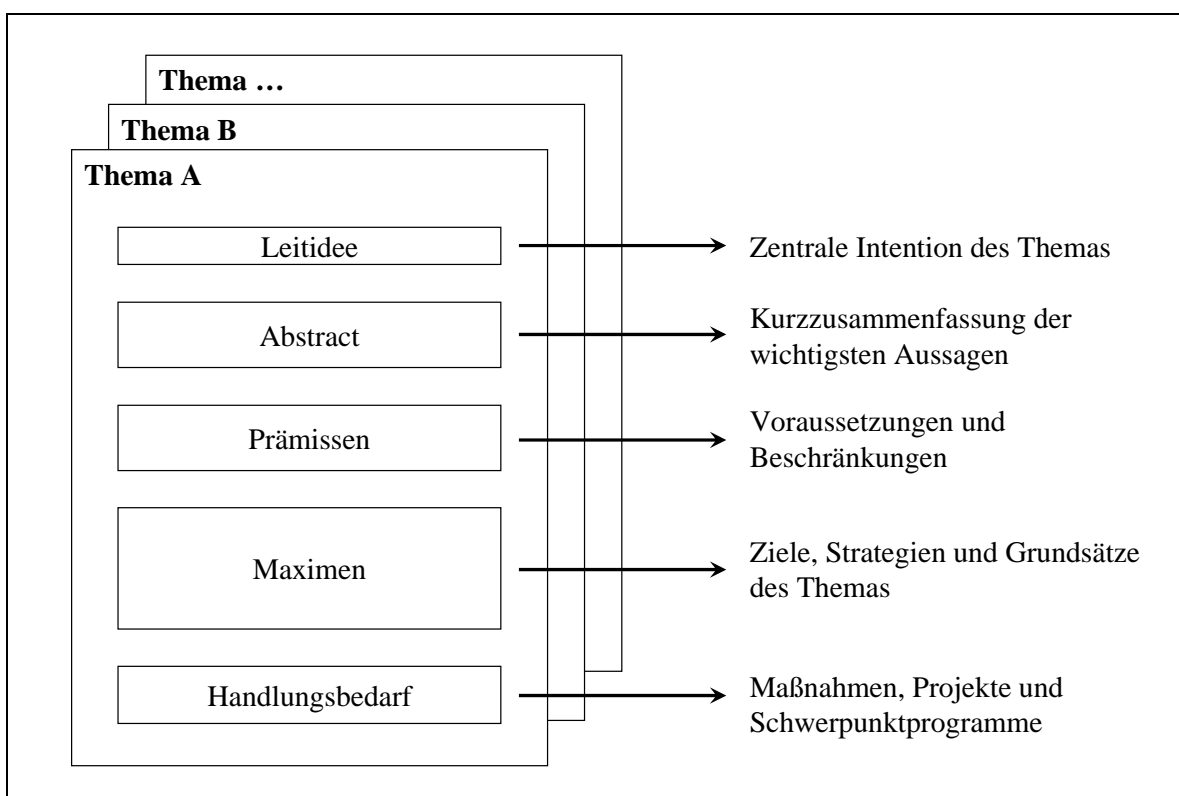 Thema …
Thema B
Thema A
Leitidee
Zentrale Intention des Themas
Abstract
Kurzzusammenfassung der
wichtigsten Aussagen
Prämissen
Voraussetzungen und
Beschränkungen
Maximen
Ziele, Strategien und Grundsätze
des Themas
Handlungsbedarf
Maßnahmen, Projekte und
Schwerpunktprogramme